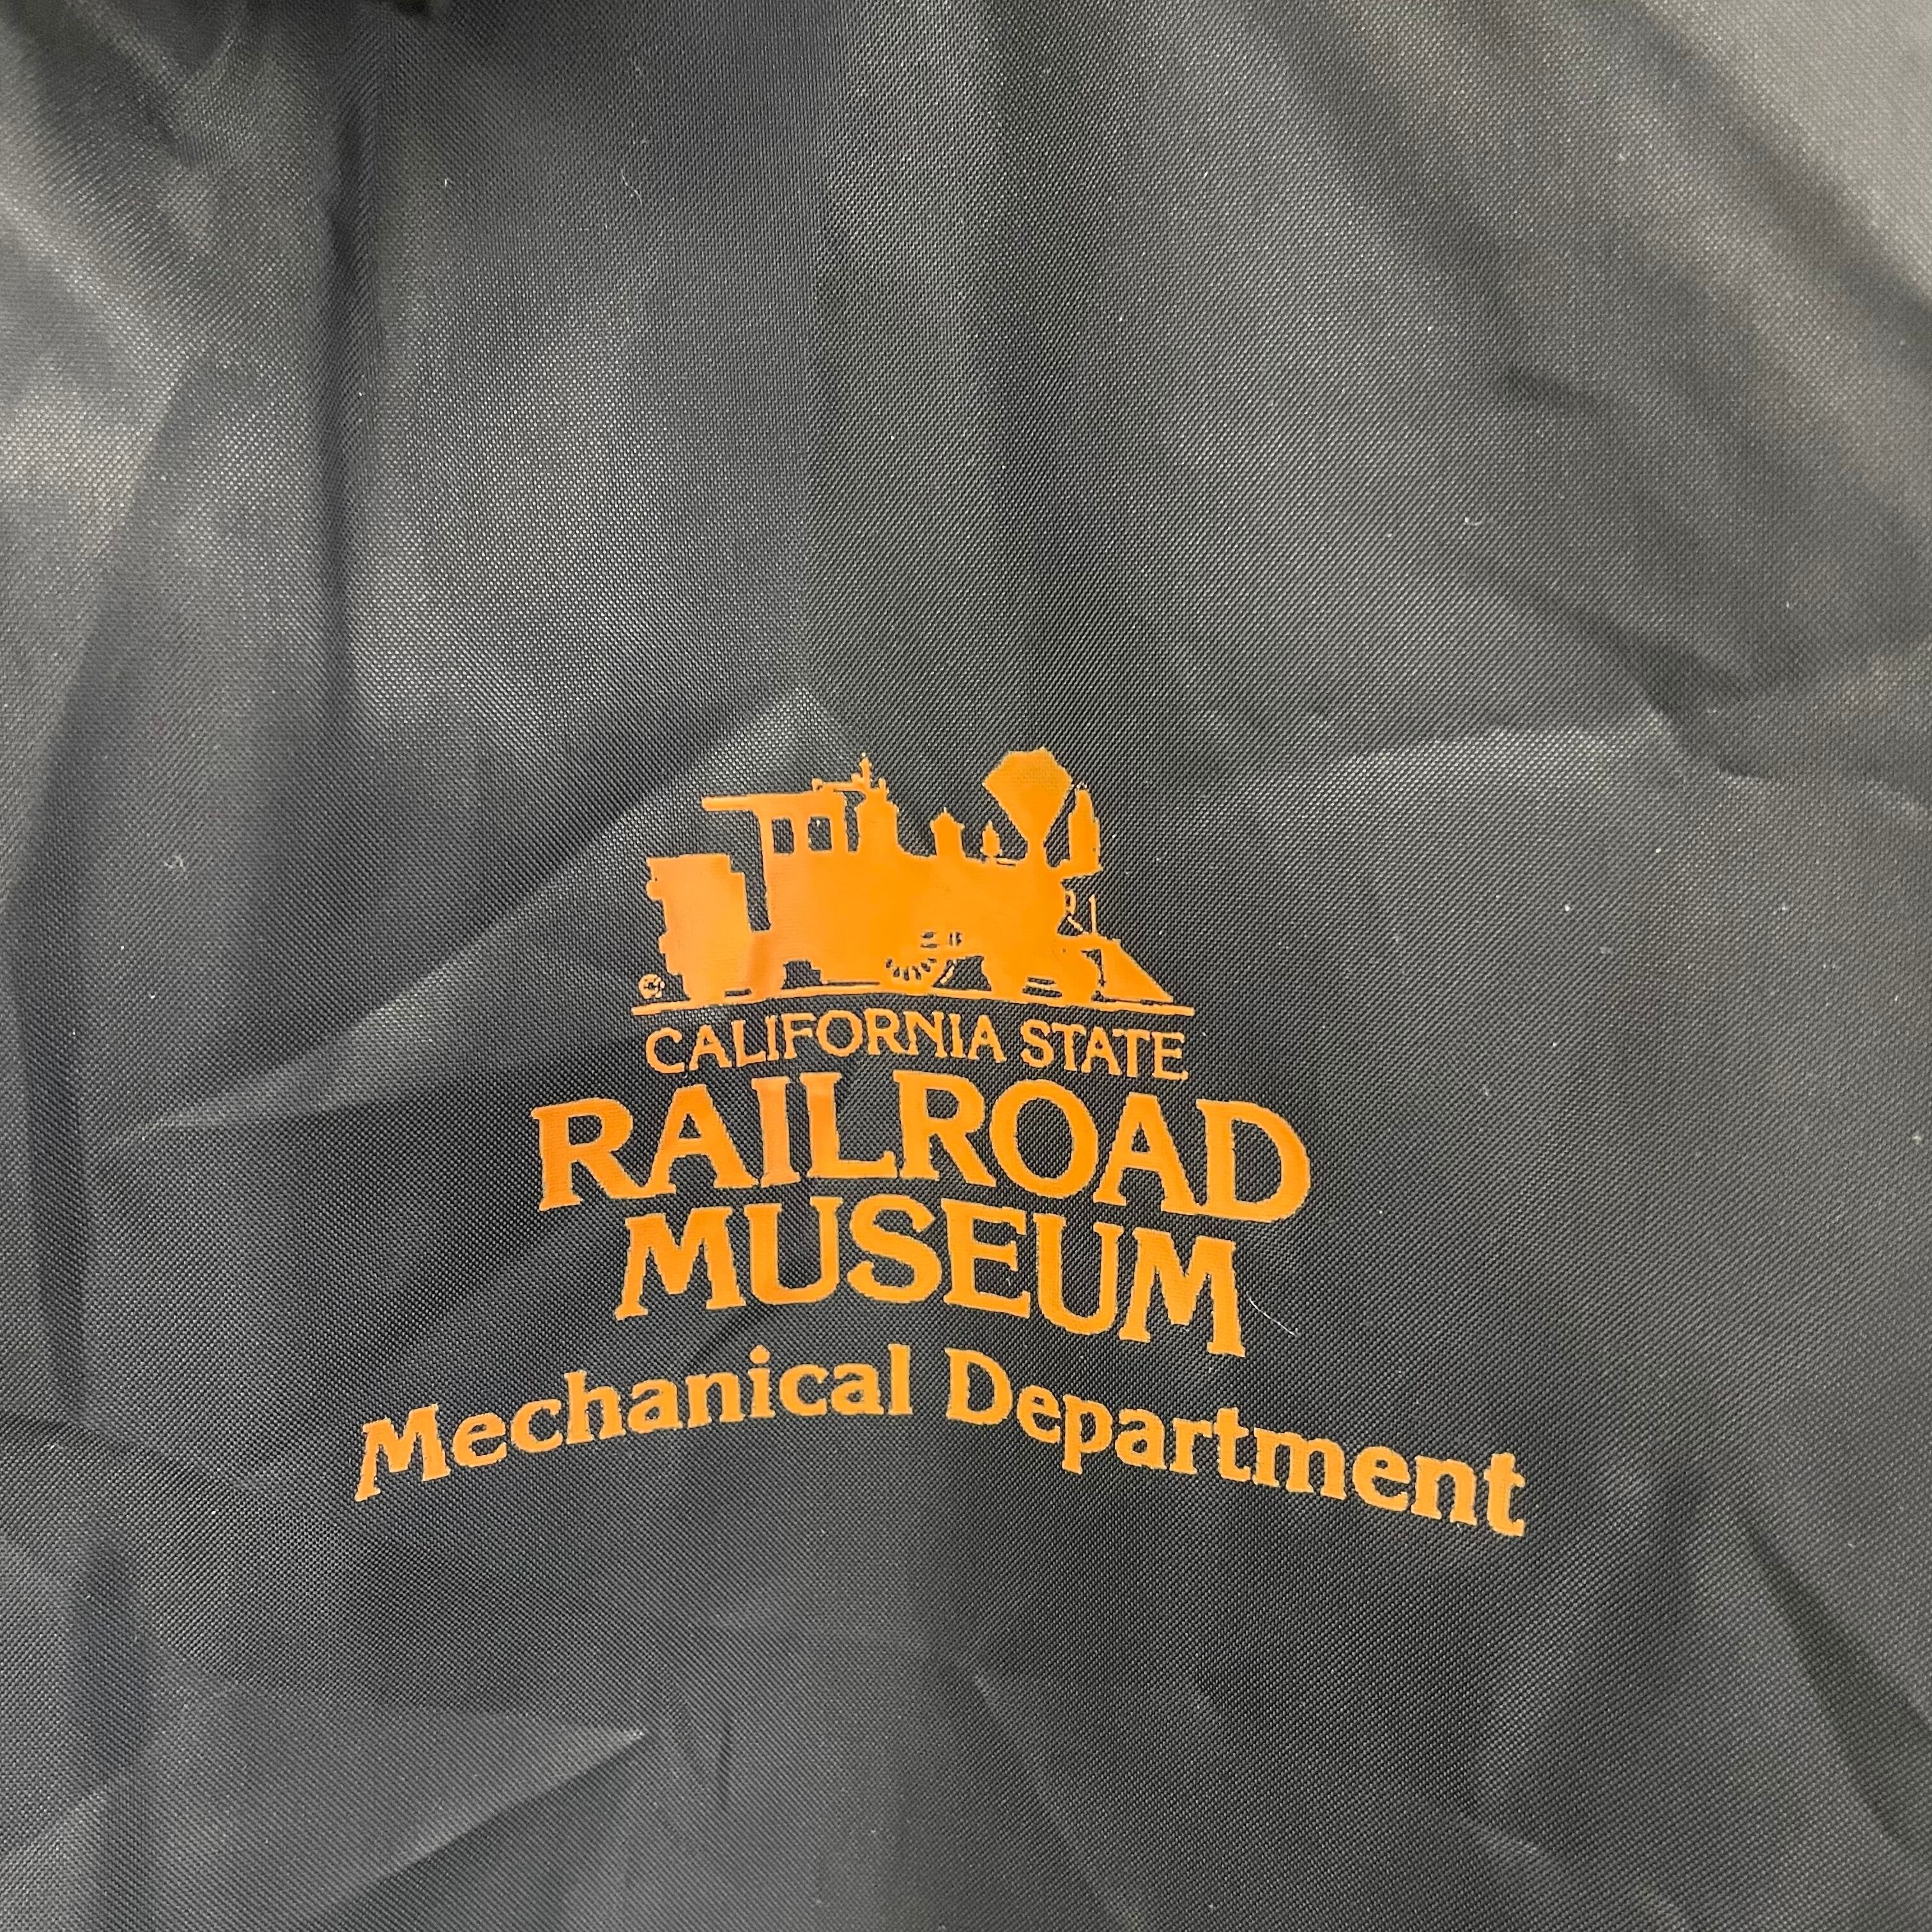 CALIFORNIA STATE
RAILROAD
MUSEUM
Mechanical Department